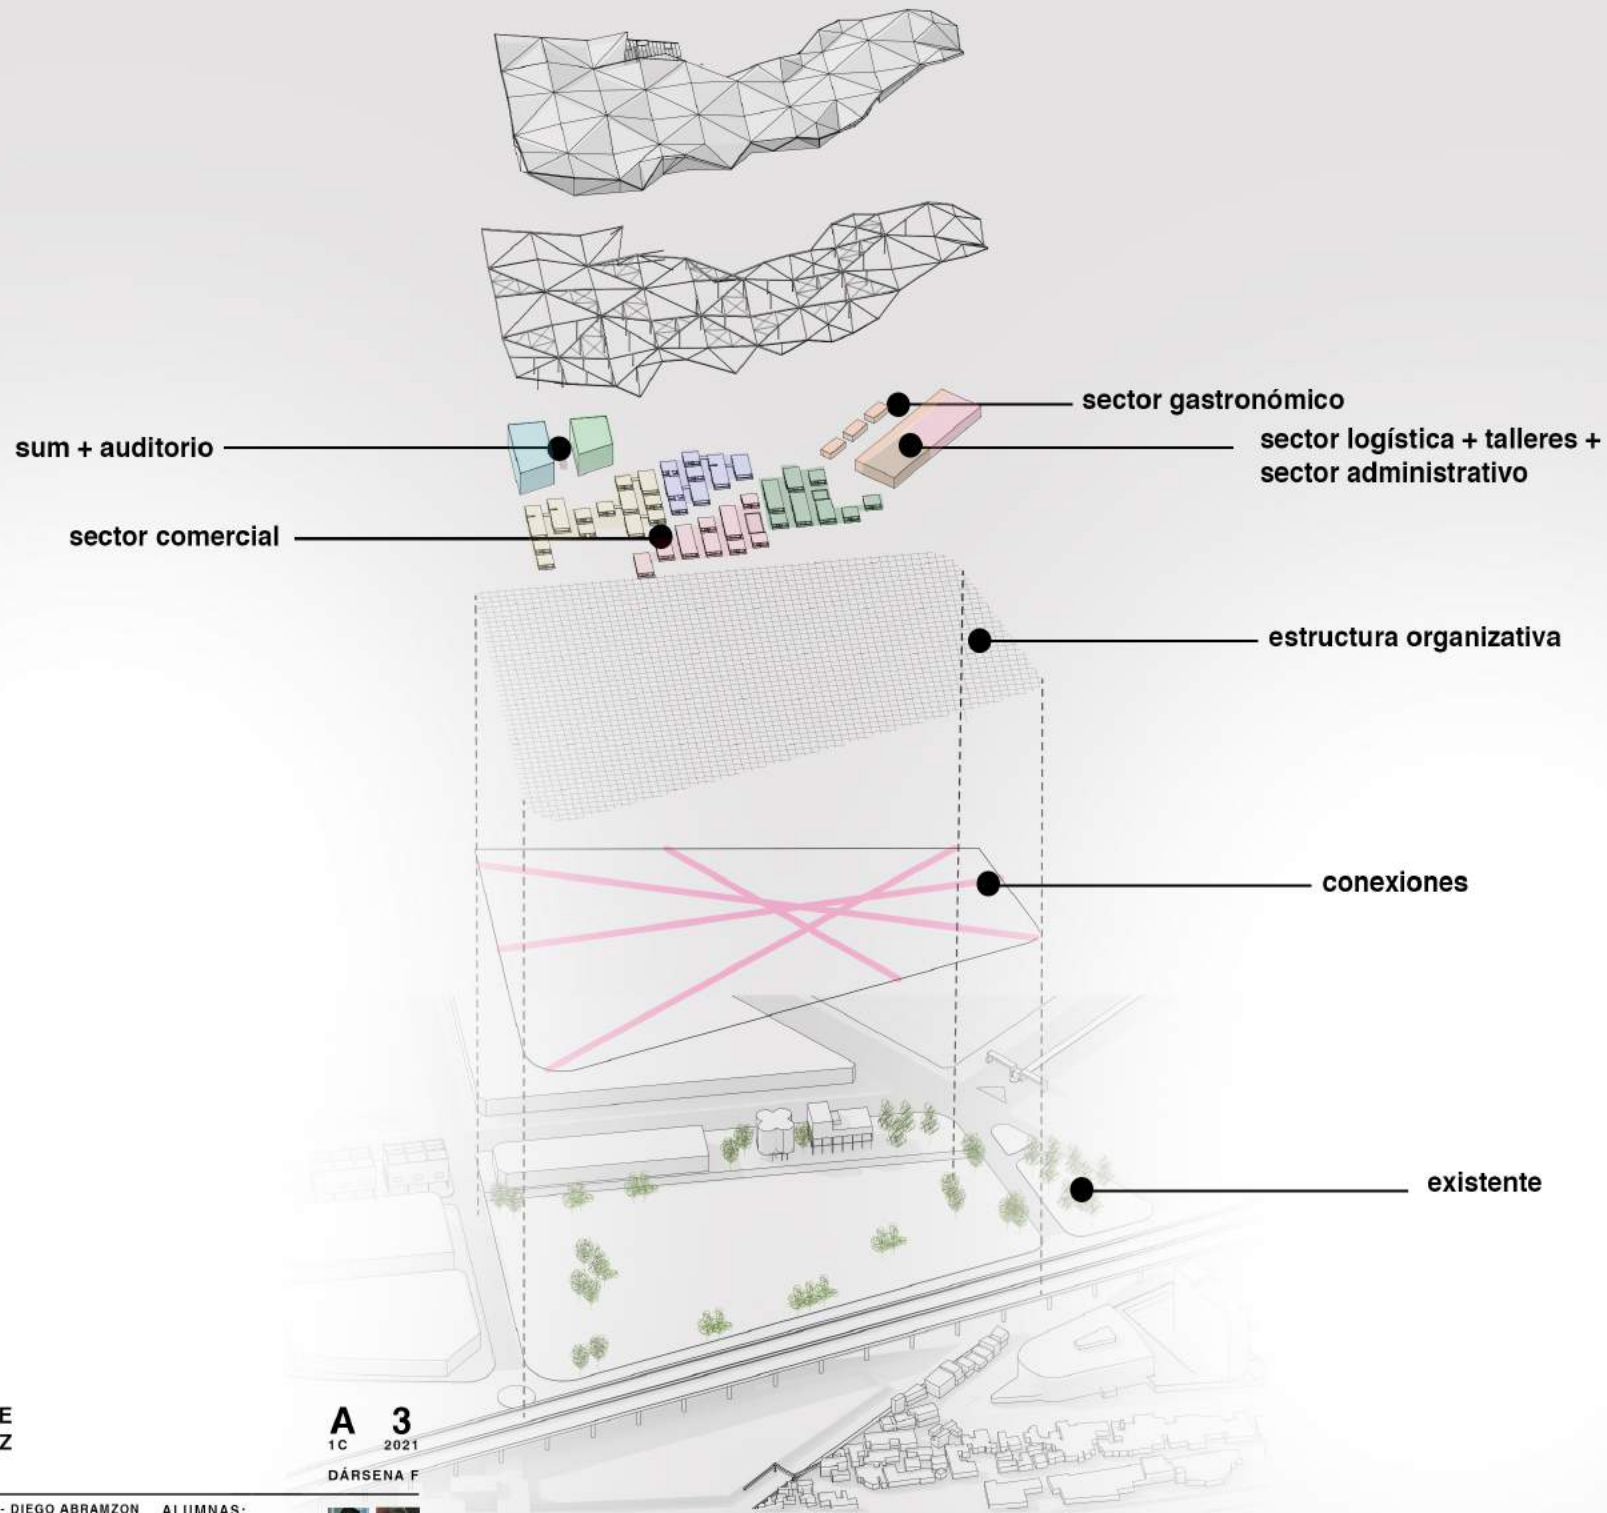 sector gastronómico
sum + auditorio
sector logística + talleres +
sector administrativo
sector comercial
estructura organizativa
conexiones
existente
E
Z
A 3
1C 2021
DÁRSENA F
- DIEGO ABRAMZON ALUMNAS: